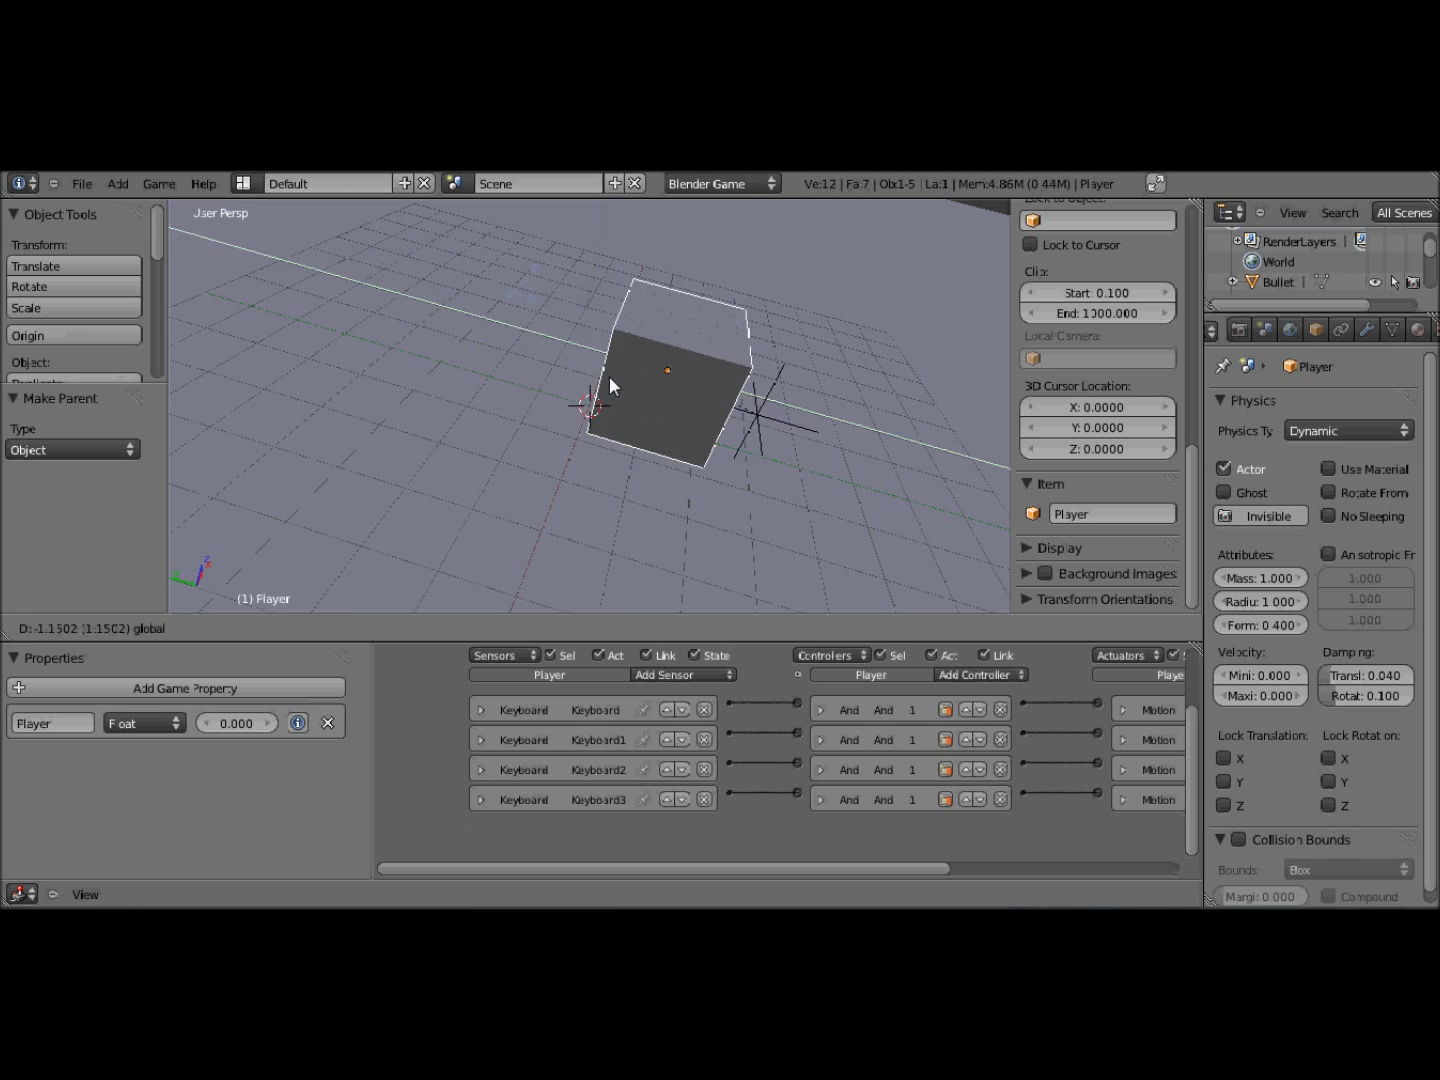 File Add Game Help Default Scene Blender Game Ve:12 | Fa:7 | Ob:1-5 | La:1 | Mem:4.86M (0 44M) | Player
Object Tools
Transform:
Translate
Rotate
Scale
Origin
Object:
Make Parent
Type
Object
User Persp
(1) Player
Lock to Object:
Lock to Cursor
Clip:
Start: 0.100
End: 1000.000
Local Camera:
3D Cursor Location:
X: 0.0000
Y: 0.0000
Z: 0.0000
Item
Player
Display
Background Images
Transform Orientations
View Search All Scenes
RenderLayers |
World
Bullet |
Player
Physics
Physics Ty Dynamic
Actor Use Material
Ghost Rotate From
Invisible No Sleeping
Attributes: An sotropic Fr
Mass: 1.000 1.000
Radiu: 1 000 1.000
Form: 0 400 1.000
Velocity: Damping:
Mini: 0.000 Transl: 0.040
Maxi: 0.000 Rotat: 0.100
Lock Translation: Lock Rotation:
X X
Y Y
Z Z
Collision Bounds
Bounds: Box
Margi: 0.000 Compound
D: -1.1502 (1.1502) global
Properties
Add Game Property
Player F oat 0.000
Sensors Sel Act Link State Controllers Sel Act Link Actuators
Player Add Sensor Player Add Controller Playe
Keyboard Keyboard And And 1 Motion
Keyboard Keyboard1 And And 1 Motion
Keyboard Keyboard2 And And 1 Motion
Keyboard Keyboard3 And And 1 Motion
View